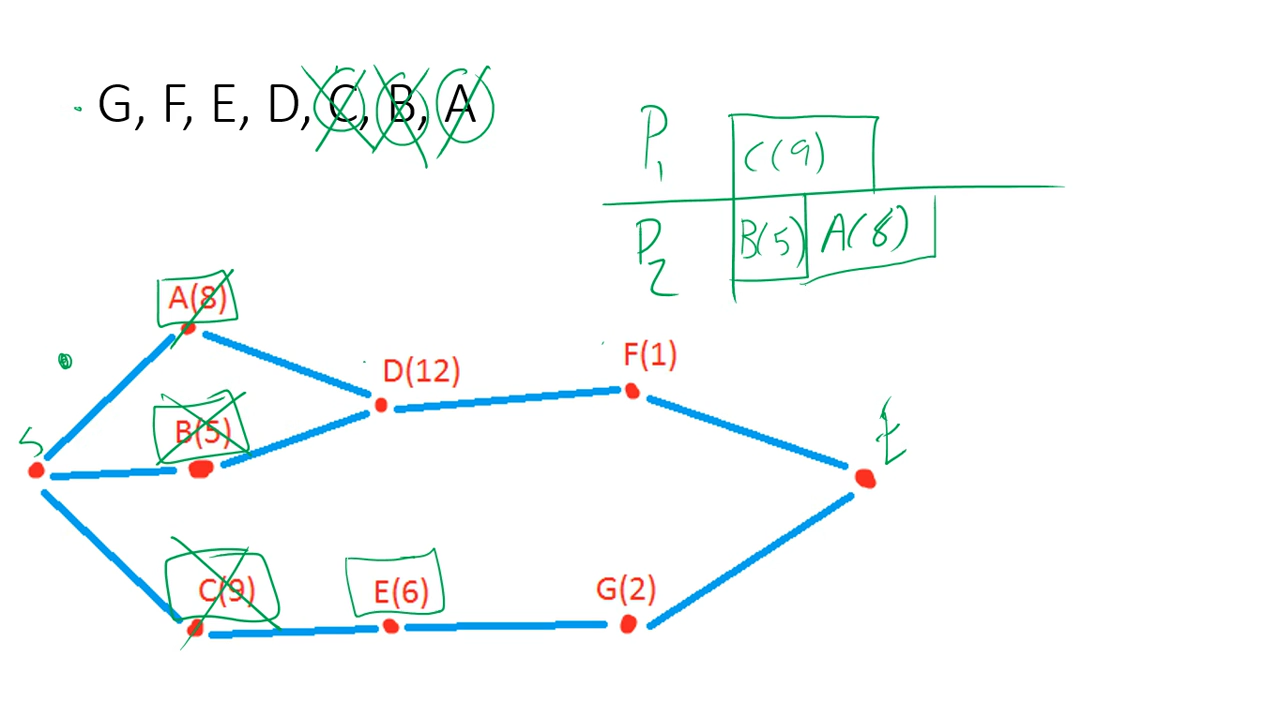 G, F, E, D, C, B, A
P1 C(9)
P2 B(5) A(8)
A(8)
D(12) F(1)
B(5)
S E
C(9) E(6) G(2)